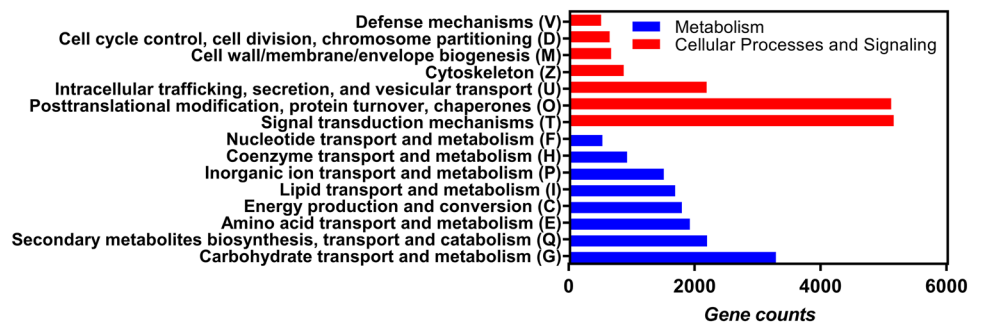 Defense mechanisms (V)
Cell cycle control, cell division, chromosome partitioning (D)
Cell wall/membrane/envelope biogenesis (M)
Cytoskeleton (Z)
Intracellular trafficking, secretion, and vesicular transport (U)
Posttranslational modification, protein turnover, chaperones (O)
Signal transduction mechanisms (T)
Nucleotide transport and metabolism (F)
Coenzyme transport and metabolism (H)
Inorganic ion transport and metabolism (P)
Lipid transport and metabolism (I)
Energy production and conversion (C)
Amino acid transport and metabolism (E)
Secondary metabolites biosynthesis, transport and catabolism (Q)
Carbohydrate transport and metabolism (G)
Metabolism
Cellular Processes and Signaling
0 2000 4000 6000
Gene counts